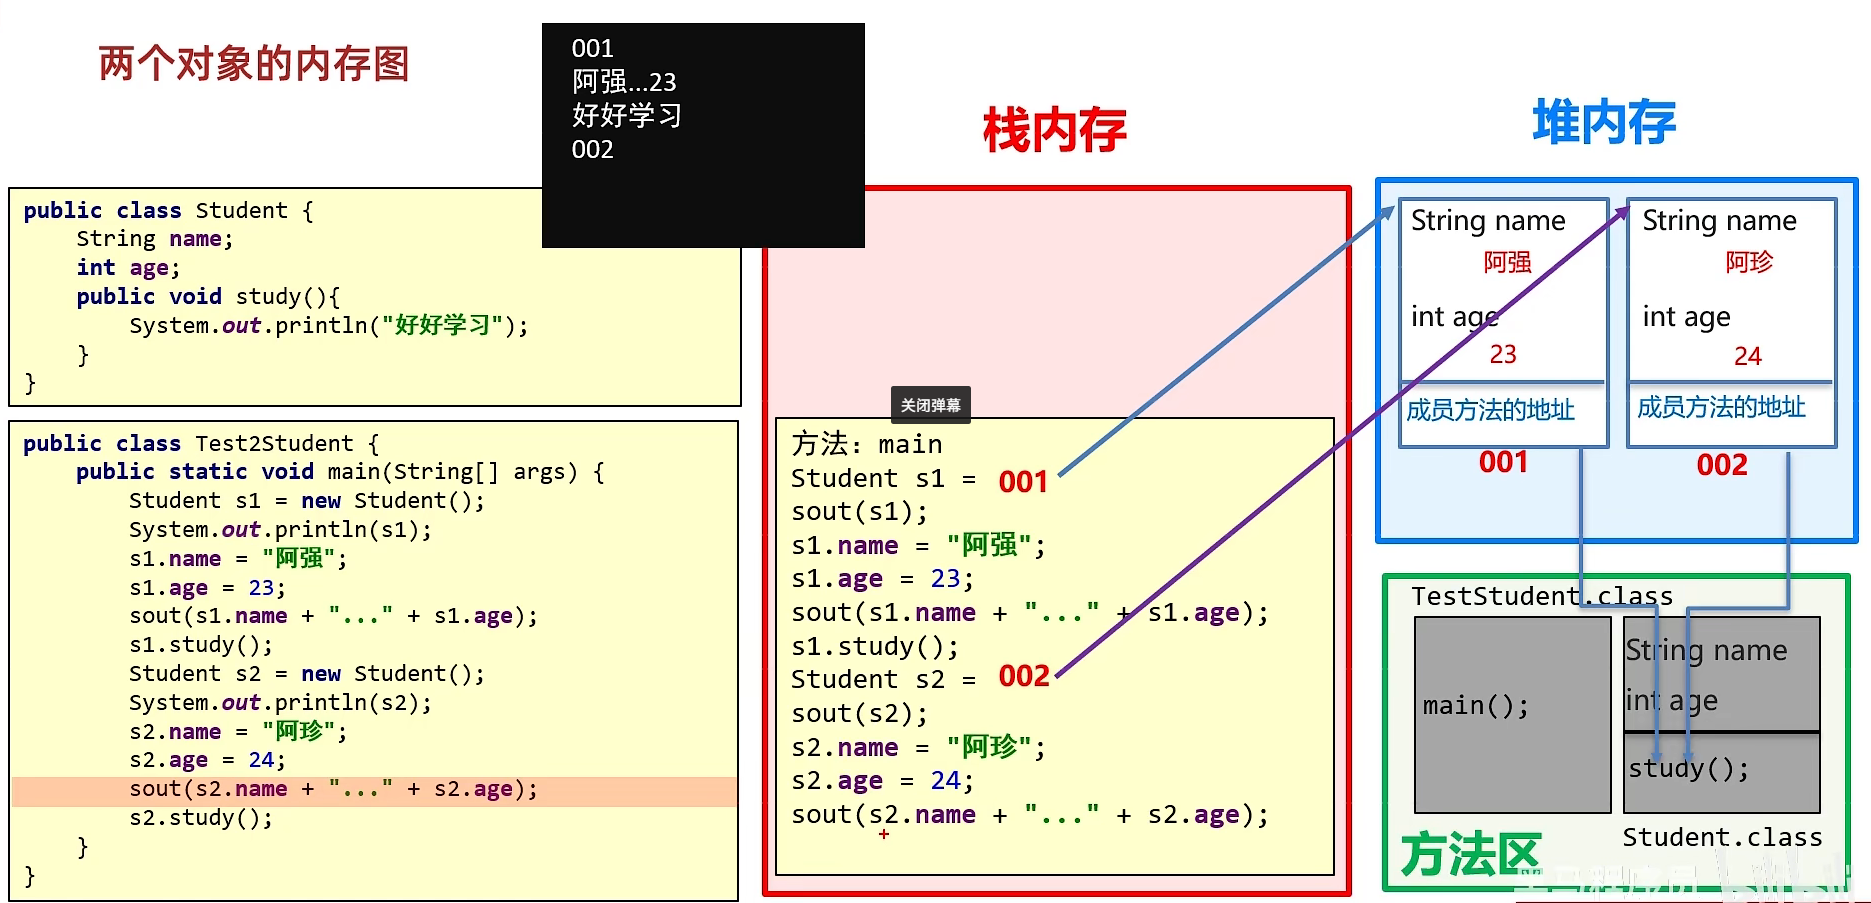 两个对象的内存图
001
阿强...23
好好学习
002
public class Student {
String name;
int age;
public void study(){
System.out.println("好好学习");
}
}
public class Test2Student {
public static void main(String[] args) {
Student s1 = new Student();
System.out.println(s1);
s1.name = "阿强";
s1.age = 23;
sout(s1.name + "..." + s1.age);
s1.study();
Student s2 = new Student();
System.out.println(s2);
s2.name = "阿珍";
s2.age = 24;
sout(s2.name + "..." + s2.age);
s2.study();
}
}
栈内存
关闭弹幕
方法: main
Student s1 = 001
sout(s1);
s1.name = "阿强";
s1.age = 23;
sout(s1.name + "..." + s1.age);
s1.study();
Student s2 = 002
sout(s2);
s2.name = "阿珍";
s2.age = 24;
sout(s2.name + "..." + s2.age);
堆内存
String name
阿强
int age
23
成员方法的地址
001
String name
阿珍
int age
24
成员方法的地址
002
TestStudent.class
main();
String name
int age
study();
Student.class
方法区
黑马程序员